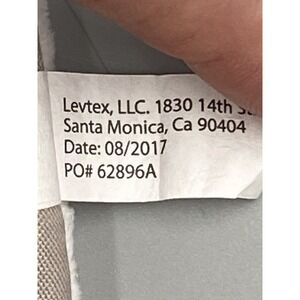 Levtex, LLC. 1830 14th
Santa Monica, Ca 90404
Date: 08/2017
PO# 62896A